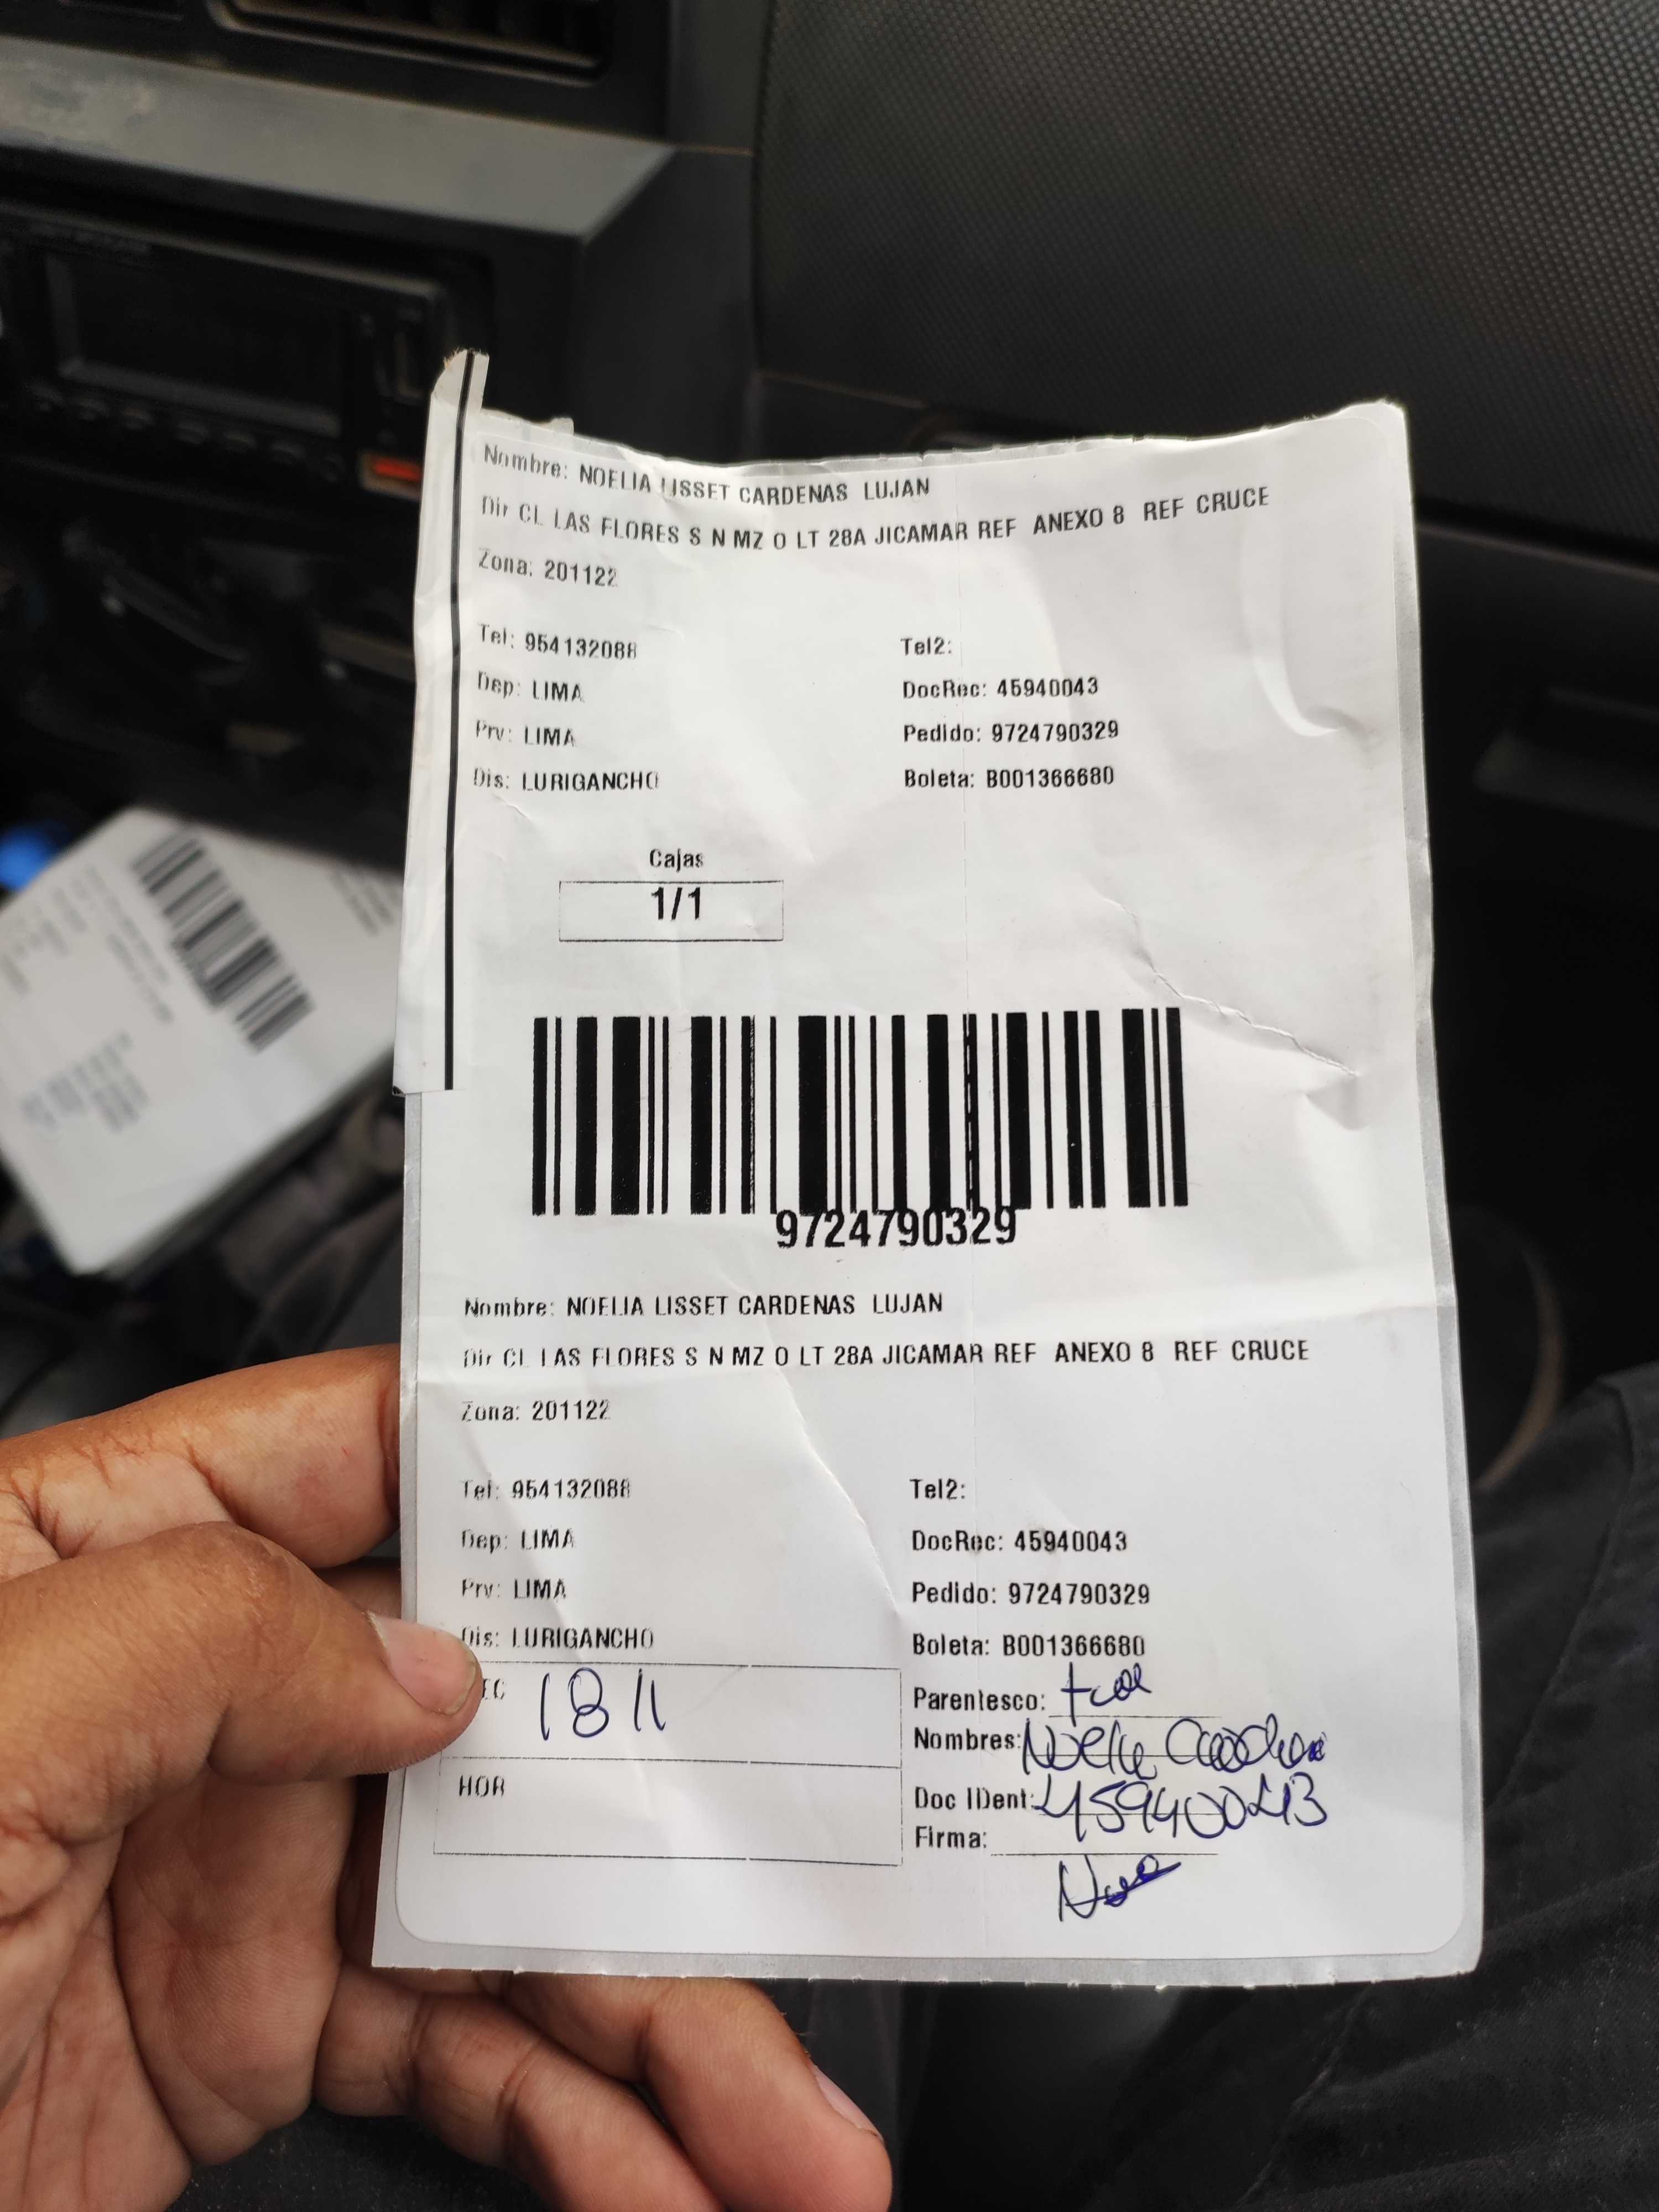 Nombre: NOELIA LISSET CARDENAS LUJAN
Dir CL LAS FLORES S N MZ O LT 28A JICAMAR REF ANEXO 8 REF CRUCE
Zona: 201122
Tel: 954132088 Tel2:
Dep: LIMA DocRec: 45940043
Prv: LIMA Pedido: 9724790329
Dis: LURIGANCHO Boleta: B001366680
Cajas
1/1
9724790329
Nombre: NOELIA LISSET CARDENAS LUJAN
Dir CL LAS FLORES S N MZ O LT 28A JICAMAR REF ANEXO 8 REF CRUCE
Zona: 201122
Tel: 954132088 Tel2:
Dep: LIMA DocRec: 45940043
Prv: LIMA Pedido: 9724790329
Dis: LURIGANCHO Boleta: B001366680
18 11
Parentesco:
Nombres:
HOR
Doc IDent: 45940043
Firma: